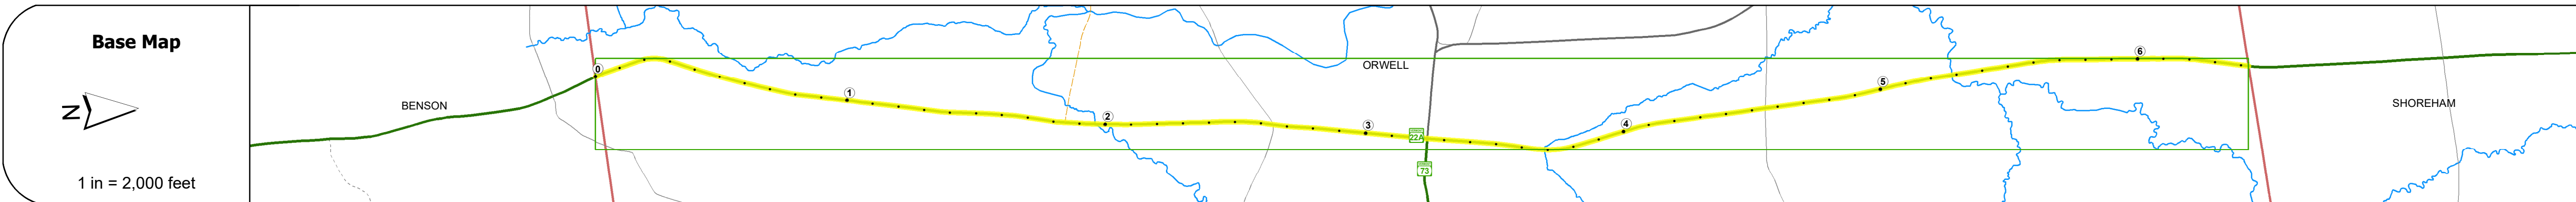 Base Map
N
1 in = 2,000 feet
BENSON
0
1
2
3
ORWELL
22A
73
4
5
6
SHOREHAM